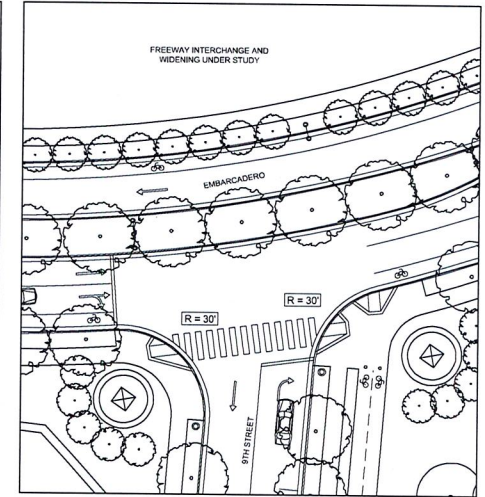 FREEWAY INTERCHANGE AND
WIDENING UNDER STUDY
EMBARCADERO
R = 30'
R = 30'
9TH STREET